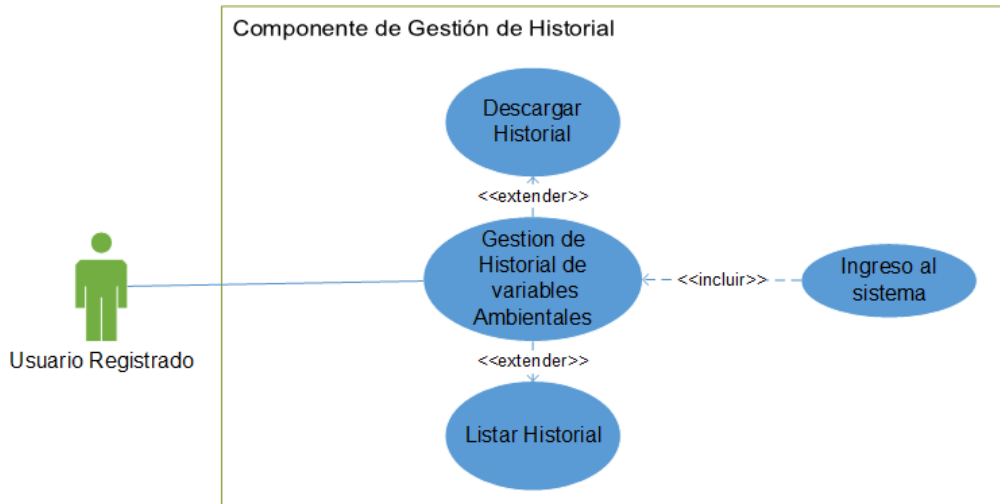 Componente de Gestión de Historial
Descargar
Historial
<<extender>>
Gestion de
Historial de
variables
Ambientales
<<incluir>>
Ingreso al
sistema
Usuario Registrado
<<extender>>
Listar Historial